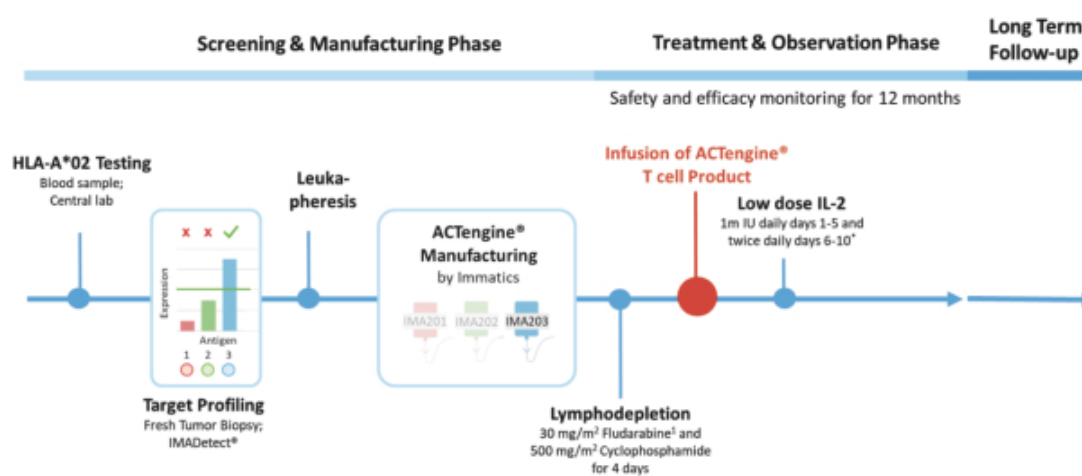 Screening & Manufacturing Phase
Treatment & Observation Phase
Long Term
Follow-up
Safety and efficacy monitoring for 12 months
HLA-A*02 Testing
Blood sample;
Central lab
x x ✓
Expression
Antigen
1 2 3
Target Profiling
Fresh Tumor Biopsy;
IMADetect®
Leuka-
pheresis
ACTengine®
Manufacturing
by Immatics
IMA201 IMA202 IMA203
Lymphodepletion
30 mg/m² Fludarabine¹ and
500 mg/m² Cyclophosphamide
for 4 days
Infusion of ACTengine®
T cell Product
Low dose IL-2
1m IU daily days 1-5 and
twice daily days 6-10*